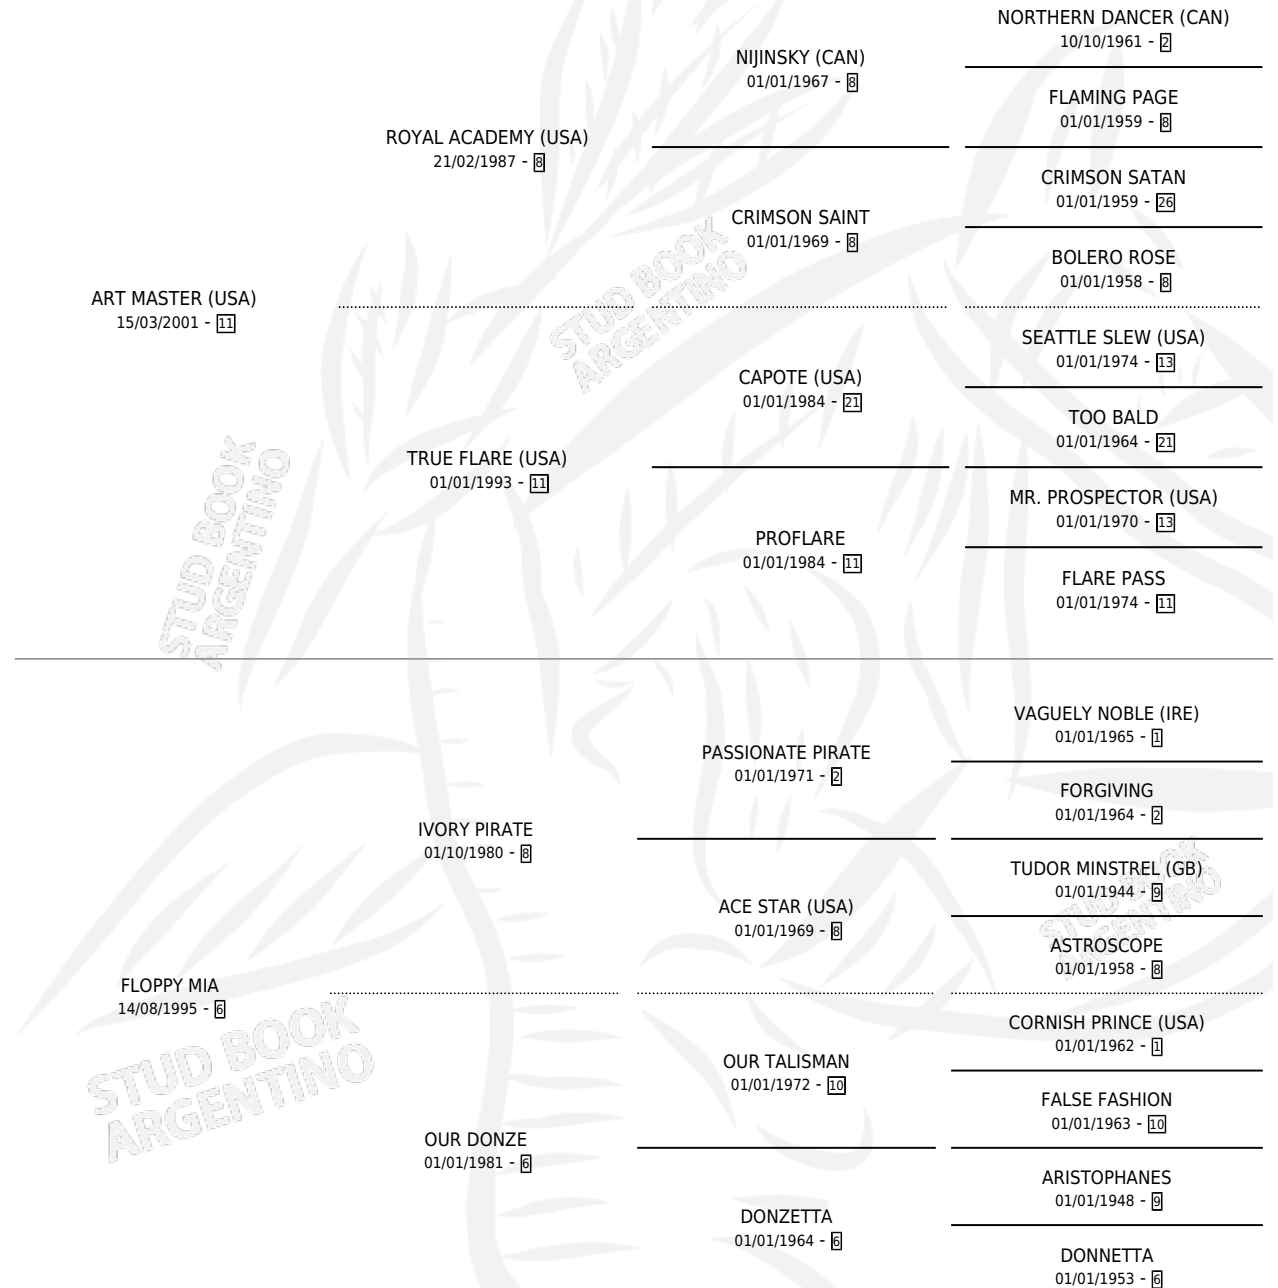 NORTHERN DANCER (CAN)
10/10/1961 - 2
NIJINSKY (CAN)
01/01/1967 - 8
FLAMING PAGE
01/01/1959 - 8
ROYAL ACADEMY (USA)
21/02/1987 - 8
CRIMSON SATAN
01/01/1959 - 26
CRIMSON SAINT
01/01/1969 - 8
BOLERO ROSE
01/01/1958 - 8
ART MASTER (USA)
15/03/2001 - 11
STUD BOOK
ARGENTINO
SEATTLE SLEW (USA)
01/01/1974 - 13
CAPOTE (USA)
01/01/1984 - 21
TOO BALD
01/01/1964 - 21
TRUE FLARE (USA)
01/01/1993 - 11
MR. PROSPECTOR (USA)
01/01/1970 - 13
PROFLARE
01/01/1984 - 11
FLARE PASS
01/01/1974 - 11
STUD BOOK
ARGENTINO
VAGUELY NOBLE (IRE)
01/01/1965 - 1
PASSIONATE PIRATE
01/01/1971 - 2
FORGIVING
01/01/1964 - 2
IVORY PIRATE
01/10/1980 - 8
TUDOR MINSTREL (GB)
01/01/1944 - 9
ACE STAR (USA)
01/01/1969 - 8
STUD BOOK
ARGENTINO
ASTROSCOPE
01/01/1958 - 8
FLOPPY MIA
14/08/1995 - 6
STUD BOOK
ARGENTINO
CORNISH PRINCE (USA)
01/01/1962 - 1
OUR TALISMAN
01/01/1972 - 10
FALSE FASHION
01/01/1963 - 10
OUR DONZE
01/01/1981 - 6
ARISTOPHANES
01/01/1948 - 9
DONZETTA
01/01/1964 - 6
DONNETTA
01/01/1953 - 6